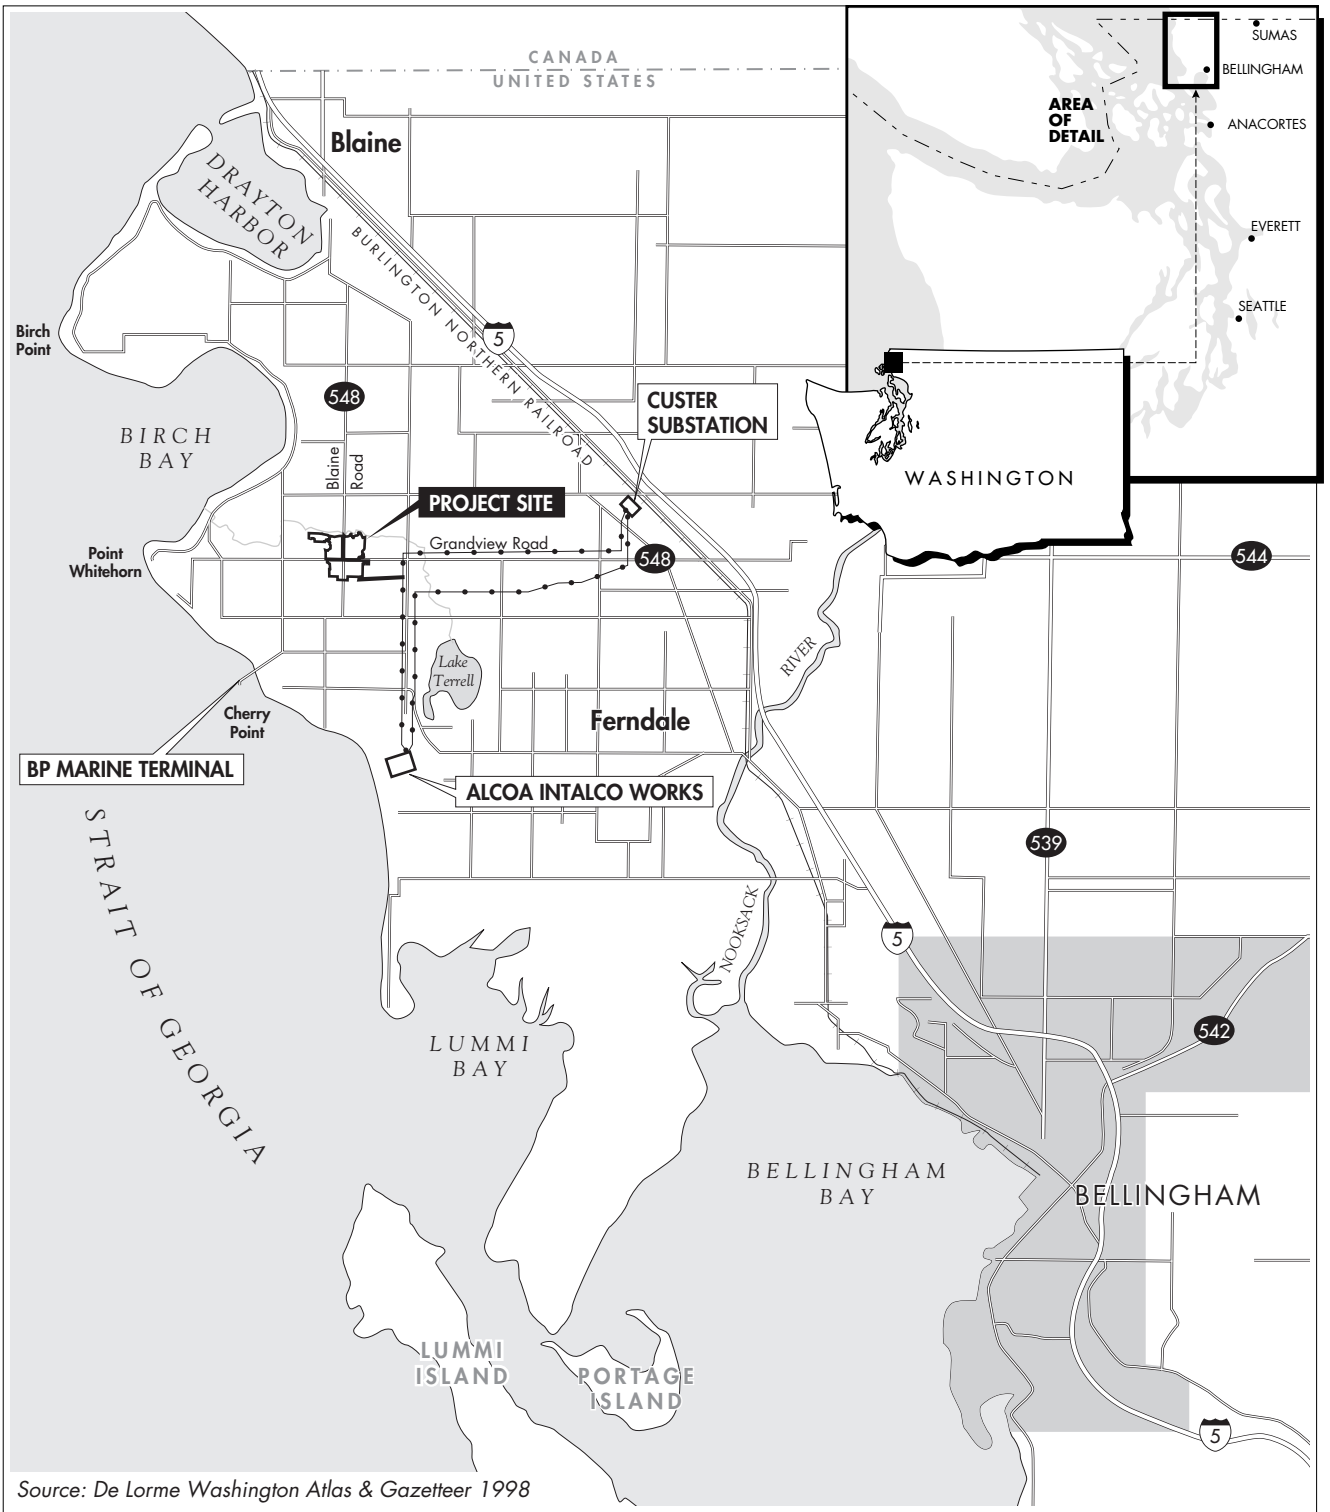 CANADA
UNITED STATES
SUMAS
BELLINGHAM
AREA
OF
DETAIL
ANACORTES
EVERETT
SEATTLE
WASHINGTON
Blaine
DRAYTON
HARBOR
BURLINGTON NORTHERN RAILROAD
5
Birch
Point
548
CUSTER
SUBSTATION
BIRCH
BAY
Blaine
Road
PROJECT SITE
Grandview Road
548
544
Point
Whitehorn
RIVER
Lake
Terrell
Cherry
Point
Ferndale
BP MARINE TERMINAL
ALCOA INTALCO WORKS
STRAIT OF GEORGIA
539
NOOKSACK
5
542
LUMMI
BAY
BELLINGHAM
BAY
BELLINGHAM
LUMMI
ISLAND
PORTAGE
ISLAND
5
Source: De Lorme Washington Atlas & Gazetteer 1998